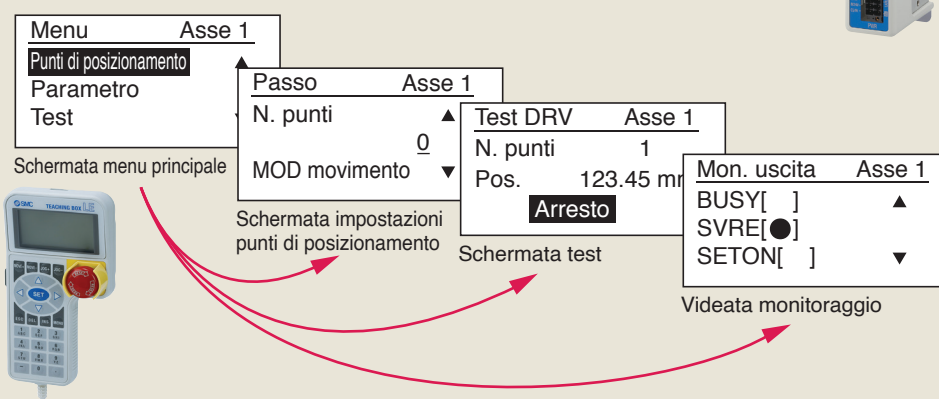 Menu Asse 1
Punti di posizionamento
Parametro
Test
Schermata menu principale
Passo Asse 1
N. punti
0
MOD movimento
Schermata impostazioni
punti di posizionamento
Test DRV Asse 1
N. punti 1
Pos. 123.45 mm
Arresto
Schermata test
Mon. uscita Asse 1
BUSY[ ]
SVRE[●]
SETON[ ]
Videata monitoraggio
SMC TEACHING BOX LE
SET